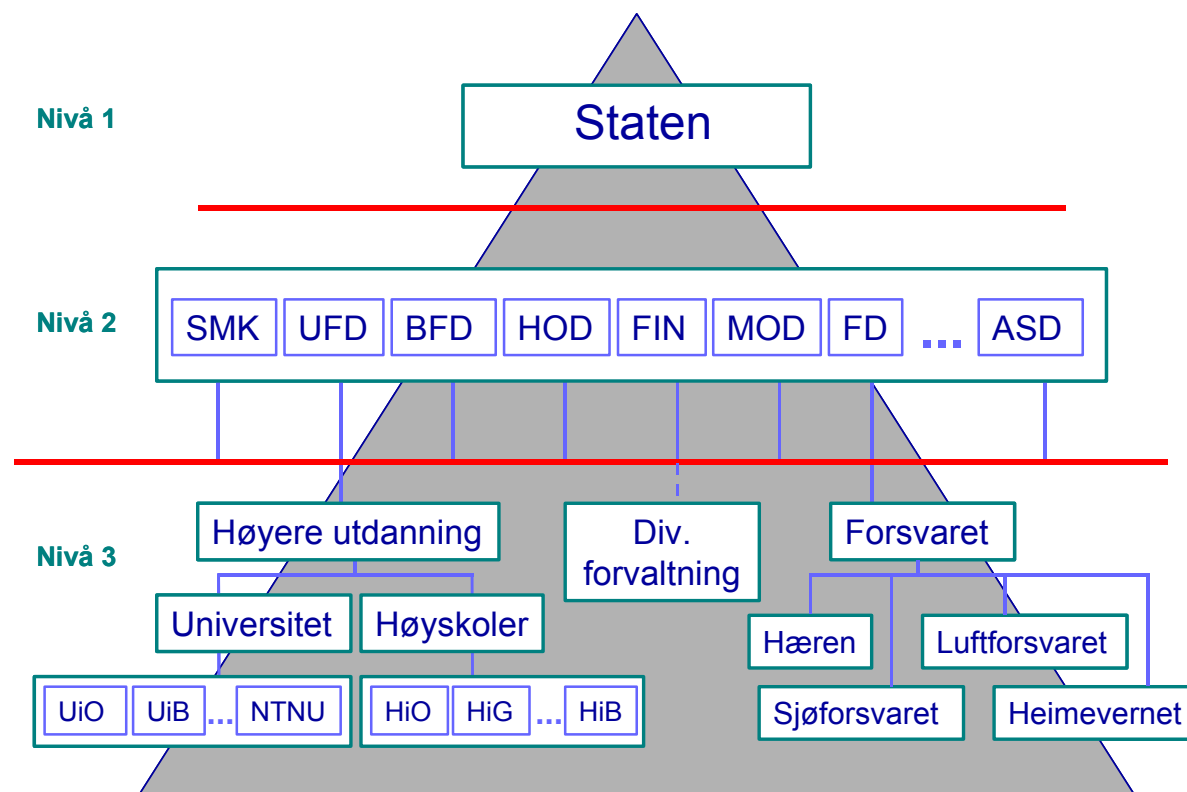 Nivå 1
Staten
Nivå 2
SMK UFD BFD HOD FIN MOD FD ... ASD
Nivå 3
Høyere utdanning
Div.
forvaltning
Forsvaret
Universitet
Høyskoler
Hæren
Luftforsvaret
UiO UiB ... NTNU
HiO HiG ... HiB
Sjøforsvaret
Heimevernet